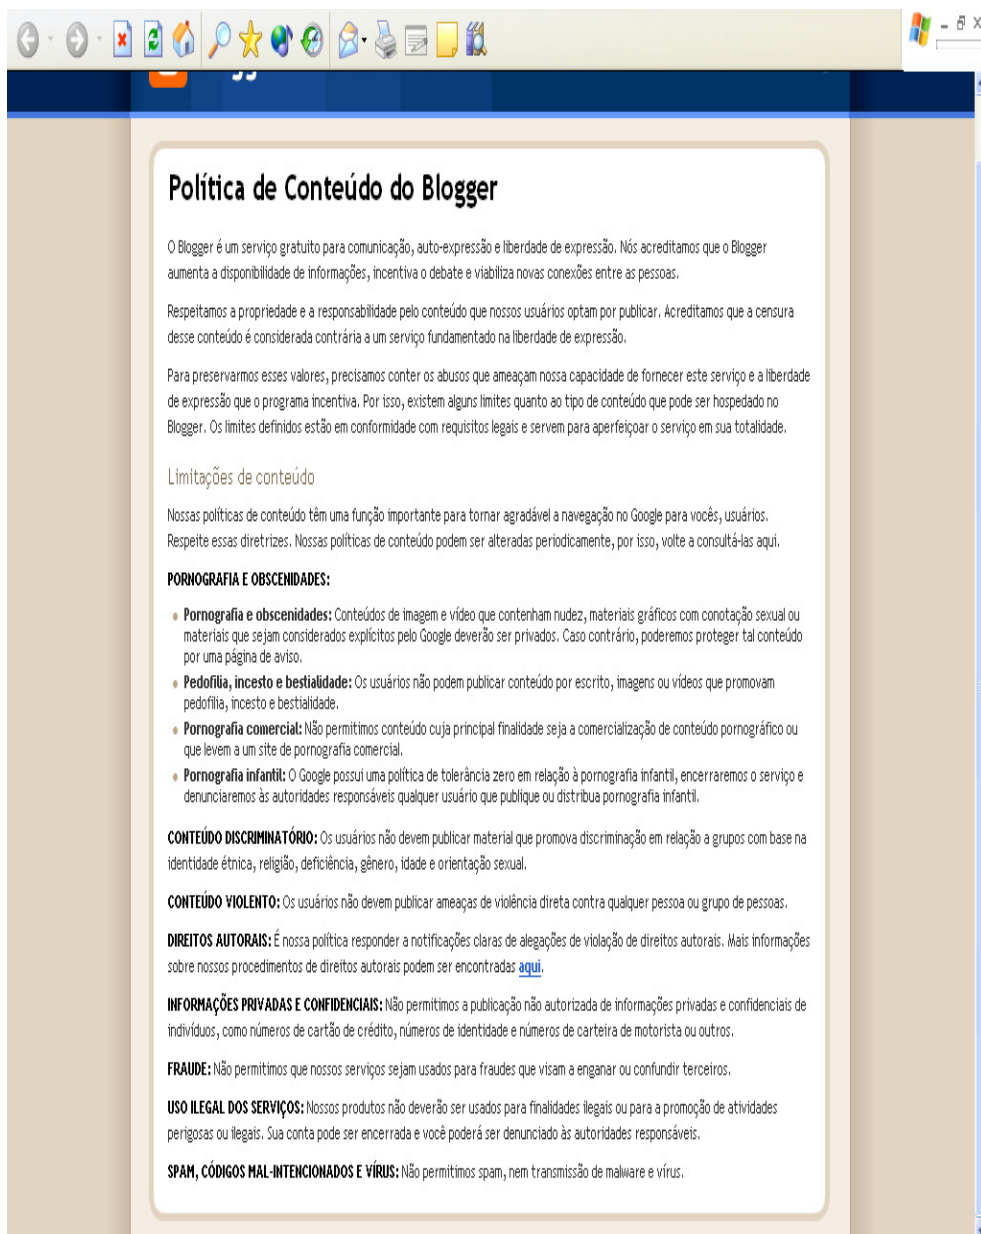 Política de Conteúdo do Blogger
O Blogger é um serviço gratuito para comunicação, auto-expressão e liberdade de expressão. Nós acreditamos que o Blogger
aumenta a disponibilidade de informações, incentiva o debate e viabiliza novas conexões entre as pessoas.
Respeitamos a propriedade e a responsabilidade pelo conteúdo que nossos usuários optam por publicar. Acreditamos que a censura
desse conteúdo é considerada contrária a um serviço fundamentado na liberdade de expressão.
Para preservarmos esses valores, precisamos conter os abusos que ameaçam nossa capacidade de fornecer este serviço e a liberdade
de expressão que o programa incentiva. Por isso, existem alguns limites quanto ao tipo de conteúdo que pode ser hospedado no
Blogger. Os limites definidos estão em conformidade com requisitos legais e servem para aperfeiçoar o serviço em sua totalidade.
Limitações de conteúdo
Nossas políticas de conteúdo têm uma função importante para tornar agradável a navegação no Google para vocês, usuários.
Respeite essas diretrizes. Nossas políticas de conteúdo podem ser alteradas periodicamente, por isso, volte a consultá-las aqui.
PORNOGRAFIA E OBSCENIDADES:
• Pornografia e obscenidades: Conteúdos de imagem e vídeo que contenham nudez, materiais gráficos com conotação sexual ou
materiais que sejam considerados explícitos pelo Google deverão ser privados. Caso contrário, poderemos proteger tal conteúdo
por uma página de aviso.
• Pedofilia, incesto e bestialidade: Os usuários não podem publicar conteúdo por escrito, imagens ou vídeos que promovam
pedofilia, incesto e bestialidade.
• Pornografia comercial: Não permitimos conteúdo cuja principal finalidade seja a comercialização de conteúdo pornográfico ou
que levem a um site de pornografia comercial.
• Pornografia infantil: O Google possui uma política de tolerância zero em relação à pornografia infantil, encerraremos o serviço e
denunciaremos às autoridades responsáveis qualquer usuário que publique ou distribua pornografia infantil.
CONTEÚDO DISCRIMINATÓRIO: Os usuários não devem publicar material que promova discriminação em relação a grupos com base na
identidade étnica, religião, deficiência, gênero, idade e orientação sexual.
CONTEÚDO VIOLENTO: Os usuários não devem publicar ameaças de violência direta contra qualquer pessoa ou grupo de pessoas.
DIREITOS AUTORAIS: É nossa política responder a notificações claras de alegações de violação de direitos autorais. Mais informações
sobre nossos procedimentos de direitos autorais podem ser encontradas aqui.
INFORMAÇÕES PRIVADAS E CONFIDENCIAIS: Não permitimos a publicação não autorizada de informações privadas e confidenciais de
indivíduos, como números de cartão de crédito, números de identidade e números de carteira de motorista ou outros.
FRAUDE: Não permitimos que nossos serviços sejam usados para fraudes que visam a enganar ou confundir terceiros.
USO ILEGAL DOS SERVIÇOS: Nossos produtos não deverão ser usados para finalidades ilegais ou para a promoção de atividades
perigosas ou ilegais. Sua conta pode ser encerrada e você poderá ser denunciado às autoridades responsáveis.
SPAM, CÓDIGOS MAL-INTENCIONADOS E VÍRUS: Não permitimos spam, nem transmissão de malware e vírus.